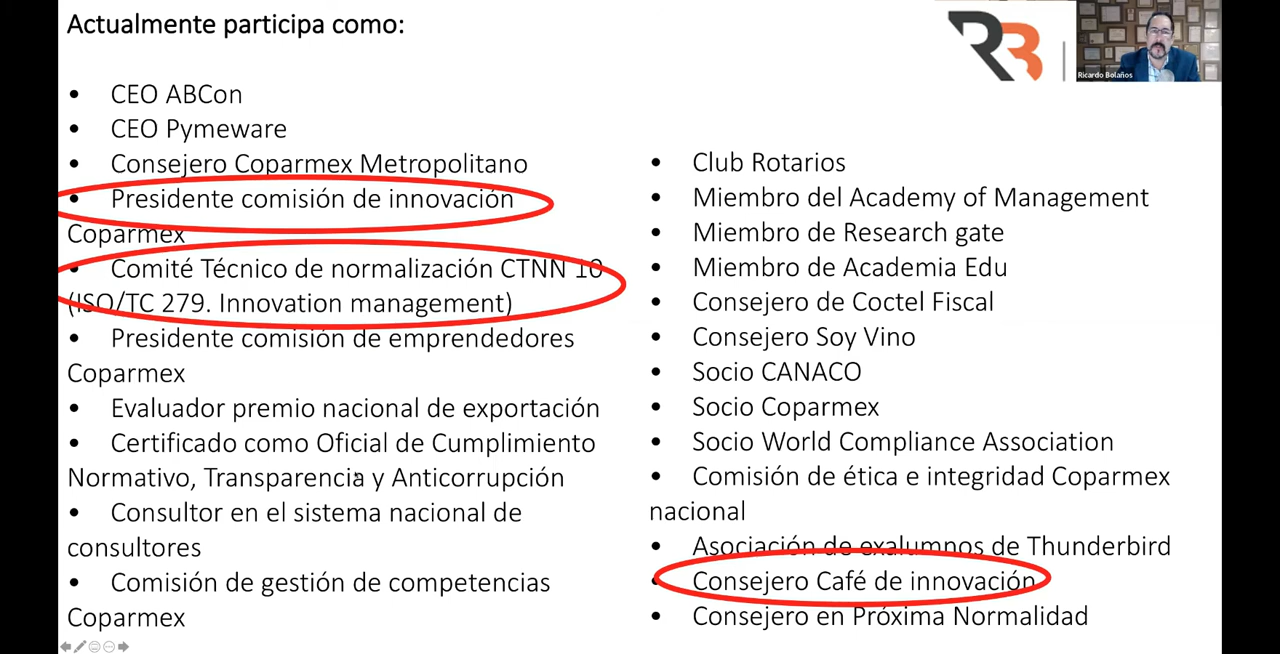 Actualmente participa como:
• CEO ABCon
• CEO Pymeware
• Consejero Coparmex Metropolitano
• Presidente comisión de innovación
Coparmex
• Comité Técnico de normalización CTNN 10
(ISO/TC 279. Innovation management)
• Presidente comisión de emprendedores
Coparmex
• Evaluador premio nacional de exportación
• Certificado como Oficial de Cumplimiento
Normativo, Transparencia y Anticorrupción
• Consultor en el sistema nacional de
consultores
• Comisión de gestión de competencias
Coparmex
• Club Rotarios
• Miembro del Academy of Management
• Miembro de Research gate
• Miembro de Academia Edu
• Consejero de Coctel Fiscal
• Consejero Soy Vino
• Socio CANACO
• Socio Coparmex
• Socio World Compliance Association
• Comisión de ética e integridad Coparmex
nacional
• Asociación de exalumnos de Thunderbird
• Consejero Café de innovación
• Consejero en Próxima Normalidad
RB
Ricardo Bolaños